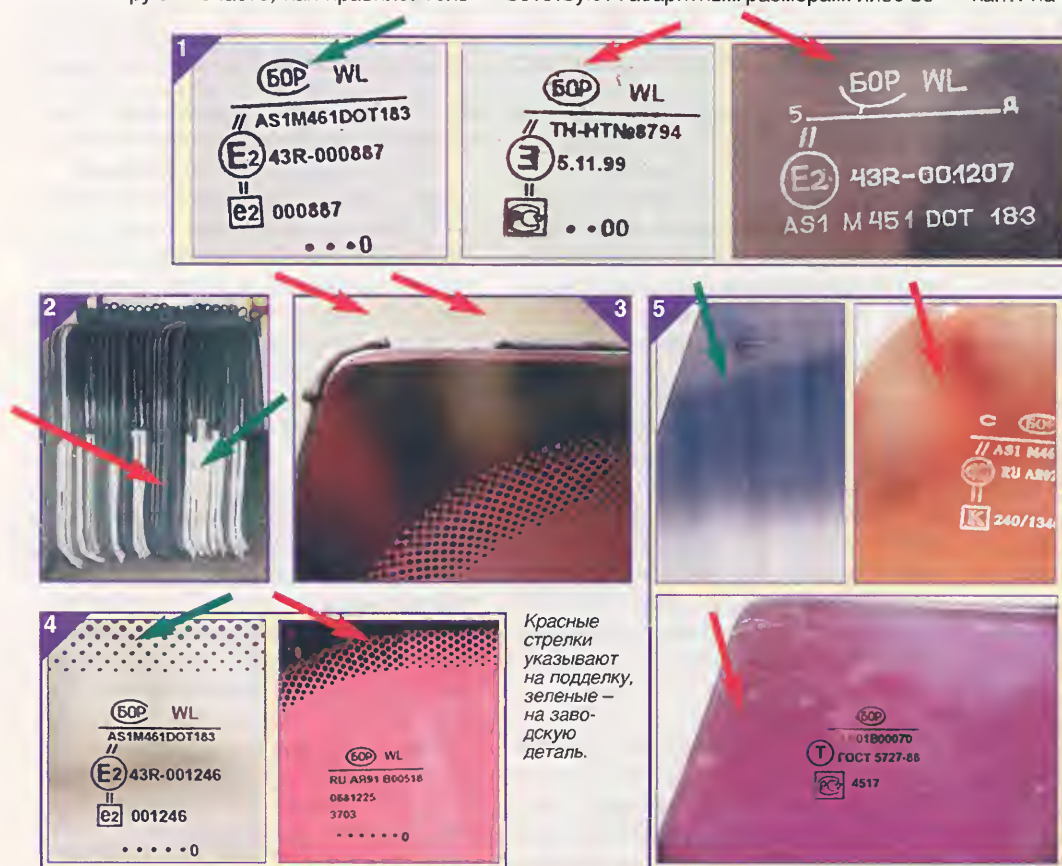 1
БОР WL
// AS1M461DOT183
E2 43R-000887
e2 000887
• • •0
БОР WL
// ТН-НТ№8794
Э 5.11.99
РСТ • •00
БОР WL
5 Д
E2 43R-001207
AS1 M451 DOT 183
2
3
5
C
// AS1 M46
RU
K 240/134
4
БОР WL
AS1M461DOT183
E2 43R-001246
e2 001246
• • • • •0
БОР WL
RU АЯ91 В00518
0681225
3703
• • • • • •0
Красные
стрелки
указывают
на подделку,
зеленые –
на заво-
дскую
деталь.
БОР
01В00070
T ГОСТ 5727-88
РСТ 4517